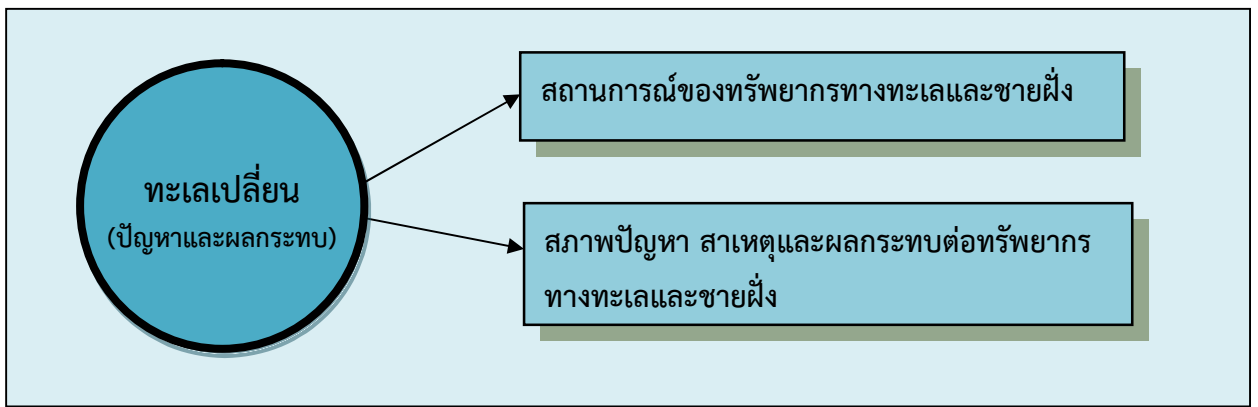 ทะเลเปลี่ยน
(ปัญหาและผลกระทบ)
สถานการณ์ของทรัพยากรทางทะเลและชายฝั่ง
สภาพปัญหา สาเหตุและผลกระทบต่อทรัพยากร
ทางทะเลและชายฝั่ง